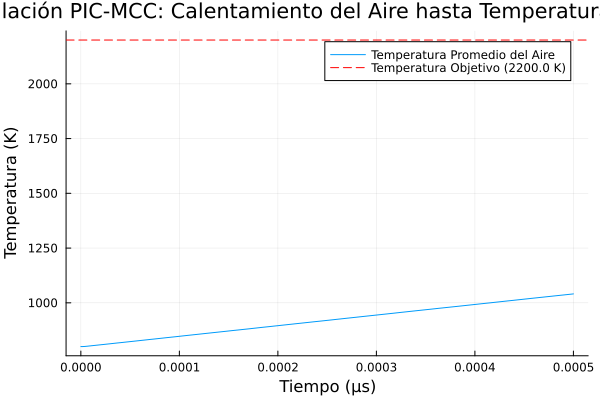 lación PIC-MCC: Calentamiento del Aire hasta Temperatur
Temperatura Promedio del Aire
Temperatura Objetivo (2200.0 K)
Temperatura (K)
2000
1750
1500
1250
1000
0.0000 0.0001 0.0002 0.0003 0.0004 0.0005
Tiempo (μs)